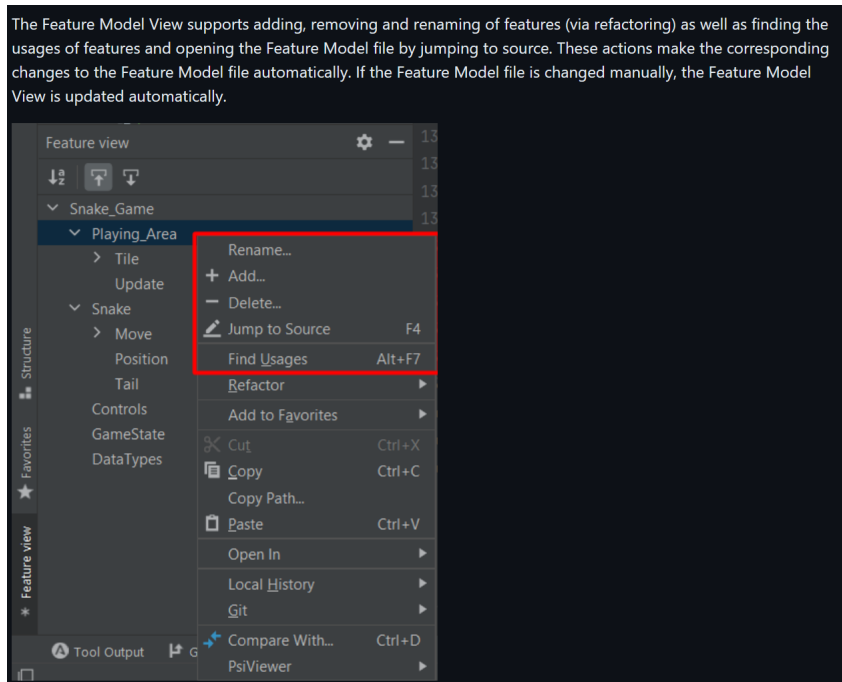 The Feature Model View supports adding, removing and renaming of features (via refactoring) as well as finding the
usages of features and opening the Feature Model file by jumping to source. These actions make the corresponding
changes to the Feature Model file automatically. If the Feature Model file is changed manually, the Feature Model
View is updated automatically.
Feature view
13
13
13
13
Snake_Game
Playing_Area
Tile
Update
Snake
Move
Position
Tail
Controls
GameState
DataTypes
Rename...
Add...
Delete...
Jump to Source F4
Find Usages Alt+F7
Refactor
Add to Favorites
Cut Ctrl+X
Copy Ctrl+C
Copy Path...
Paste Ctrl+V
Open In
Local History
Git
Compare With... Ctrl+D
PsiViewer
Structure
Favorites
Feature view
Tool Output
G